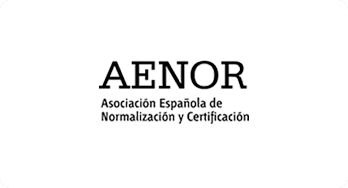 AENOR
Asociación Española de
Normalización y Certificación